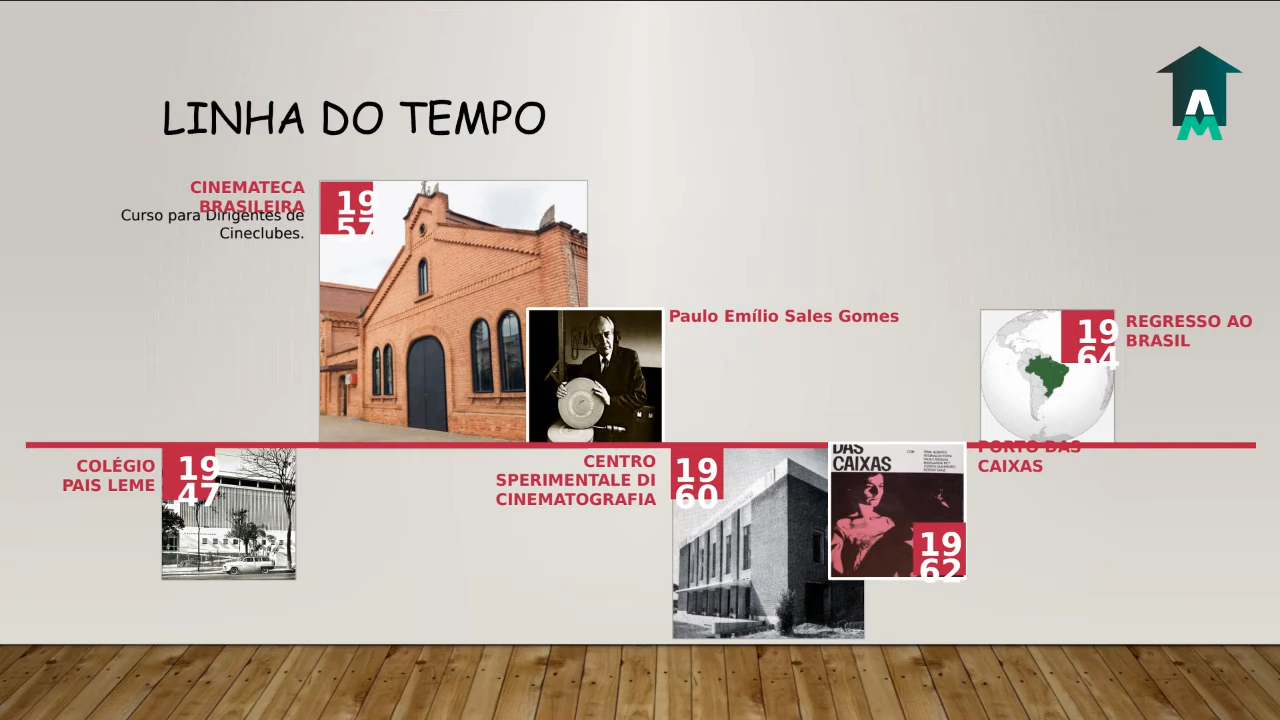 LINHA DO TEMPO
AM
CINEMATECA
BRASILEIRA
Curso para Dirigentes de
Cineclubes.
19
57
Paulo Emílio Sales Gomes
19
64
REGRESSO AO
BRASIL
COLÉGIO
PAIS LEME
19
47
CENTRO
SPERIMENTALE DI
CINEMATOGRAFIA
19
60
DAS
CAIXAS
19
62
PORTO DAS
CAIXAS